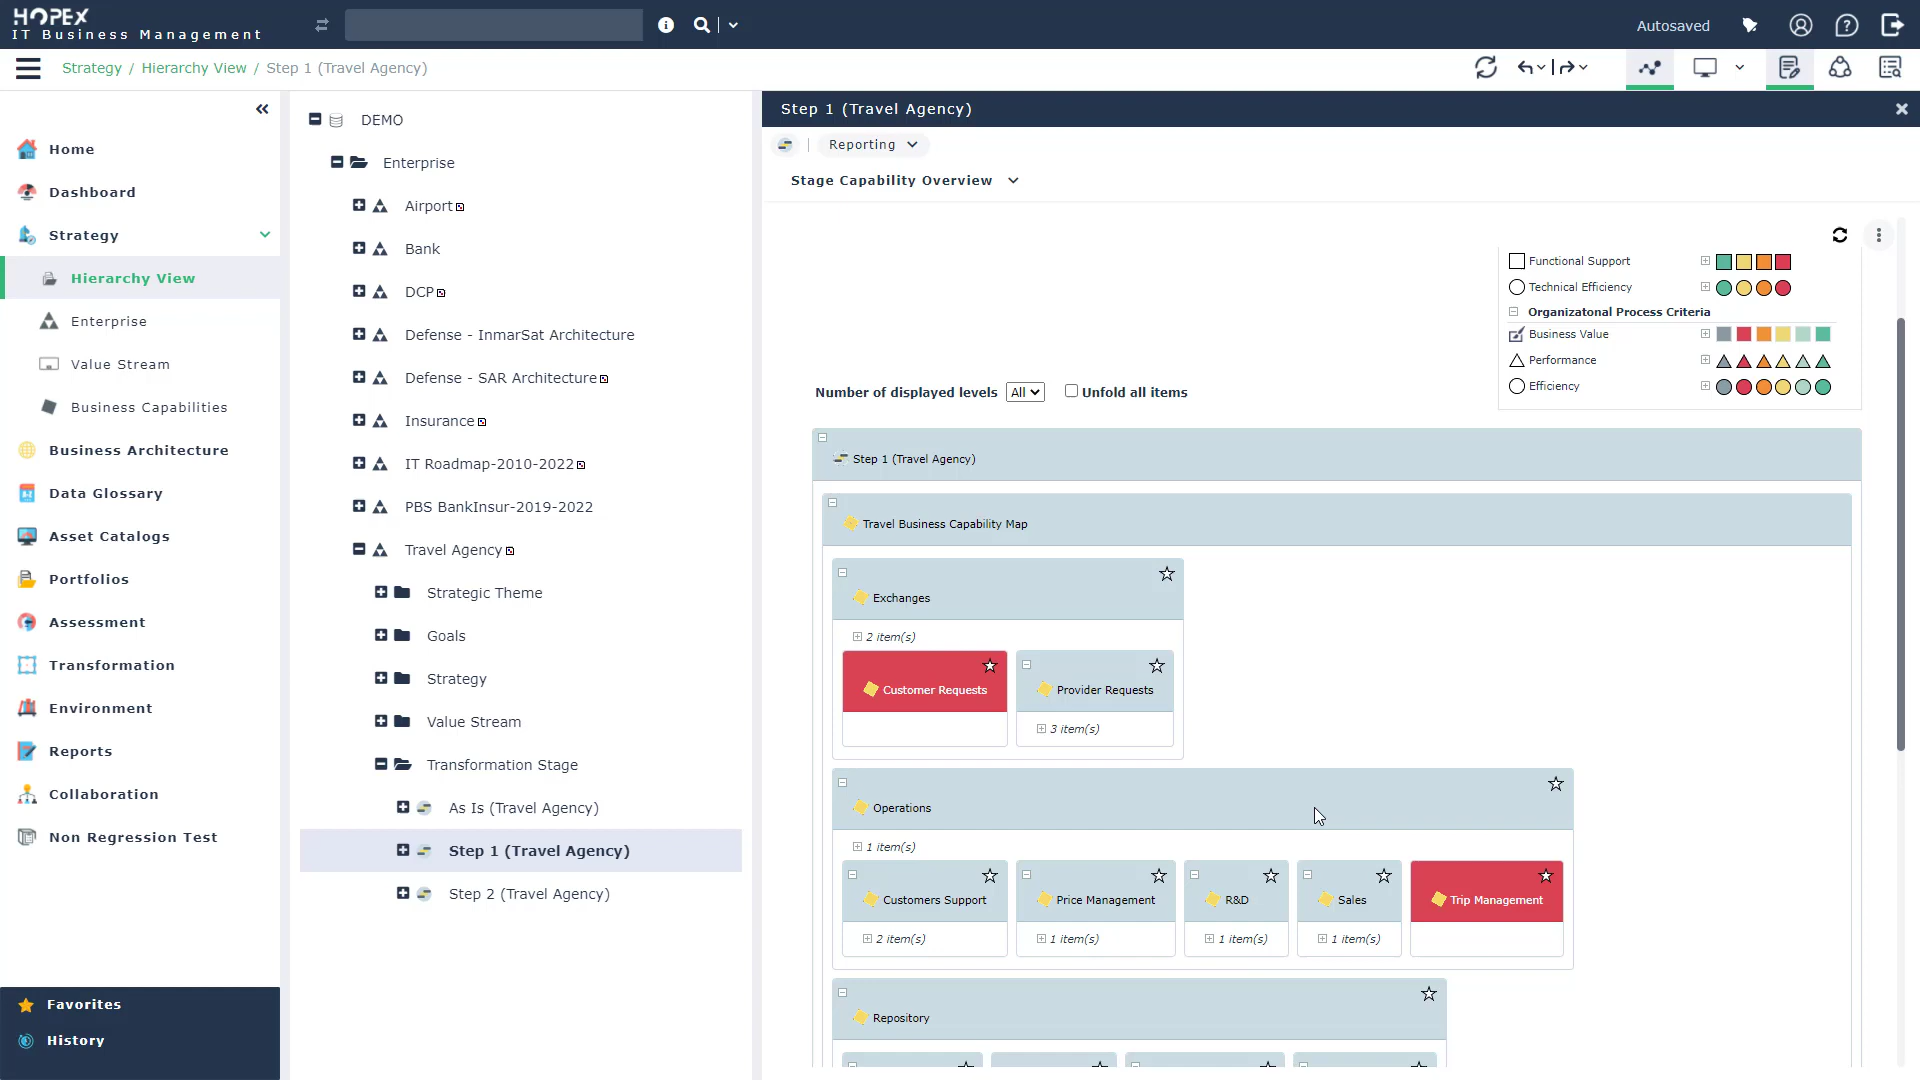 HOPEX
IT Business Management
Autosaved
Strategy / Hierarchy View / Step 1 (Travel Agency)
Home
Dashboard
Strategy
Hierarchy View
Enterprise
Value Stream
Business Capabilities
Business Architecture
Data Glossary
Asset Catalogs
Portfolios
Assessment
Transformation
Environment
Reports
Collaboration
Non Regression Test
Favorites
History
DEMO
Enterprise
Airport
Bank
DCP
Defense - InmarSat Architecture
Defense - SAR Architecture
Insurance
IT Roadmap-2010-2022
PBS BankInsur-2019-2022
Travel Agency
Strategic Theme
Goals
Strategy
Value Stream
Transformation Stage
As Is (Travel Agency)
Step 1 (Travel Agency)
Step 2 (Travel Agency)
Step 1 (Travel Agency)
Reporting
Stage Capability Overview
Functional Support
Technical Efficiency
Organizatonal Process Criteria
Business Value
Performance
Efficiency
Number of displayed levels All Unfold all items
Step 1 (Travel Agency)
Travel Business Capability Map
Exchanges
2 item(s)
Customer Requests
Provider Requests
3 item(s)
Operations
1 item(s)
Customers Support
Price Management
R&D
Sales
Trip Management
2 item(s)
1 item(s)
1 item(s)
1 item(s)
Repository